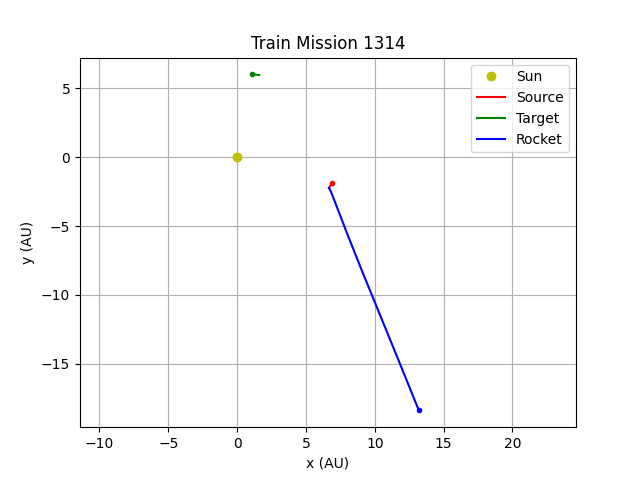 Train Mission 1314
Sun
Source
Target
Rocket
y (AU)
5
0
−5
−10
−15
−10
−5
0
5
10
15
20
x (AU)